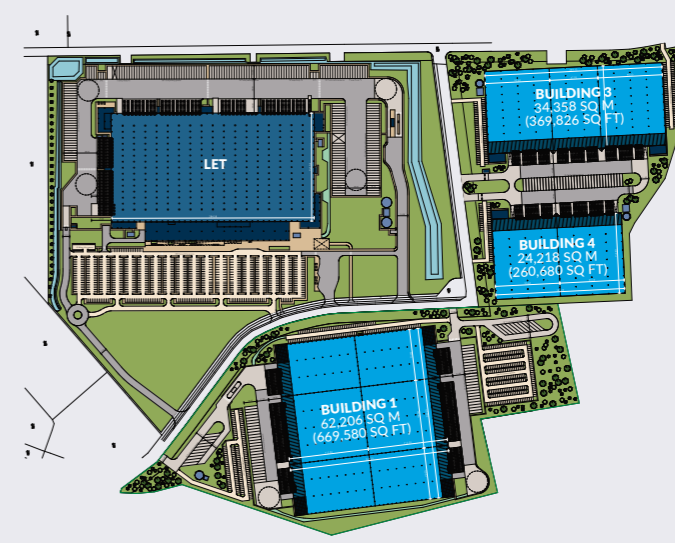 LET
BUILDING 3
34,358 SQ M
(369,826 SQ FT)
BUILDING 4
24,218 SQ M
(260,680 SQ FT)
BUILDING 1
62,206 SQ M
(669,580 SQ FT)